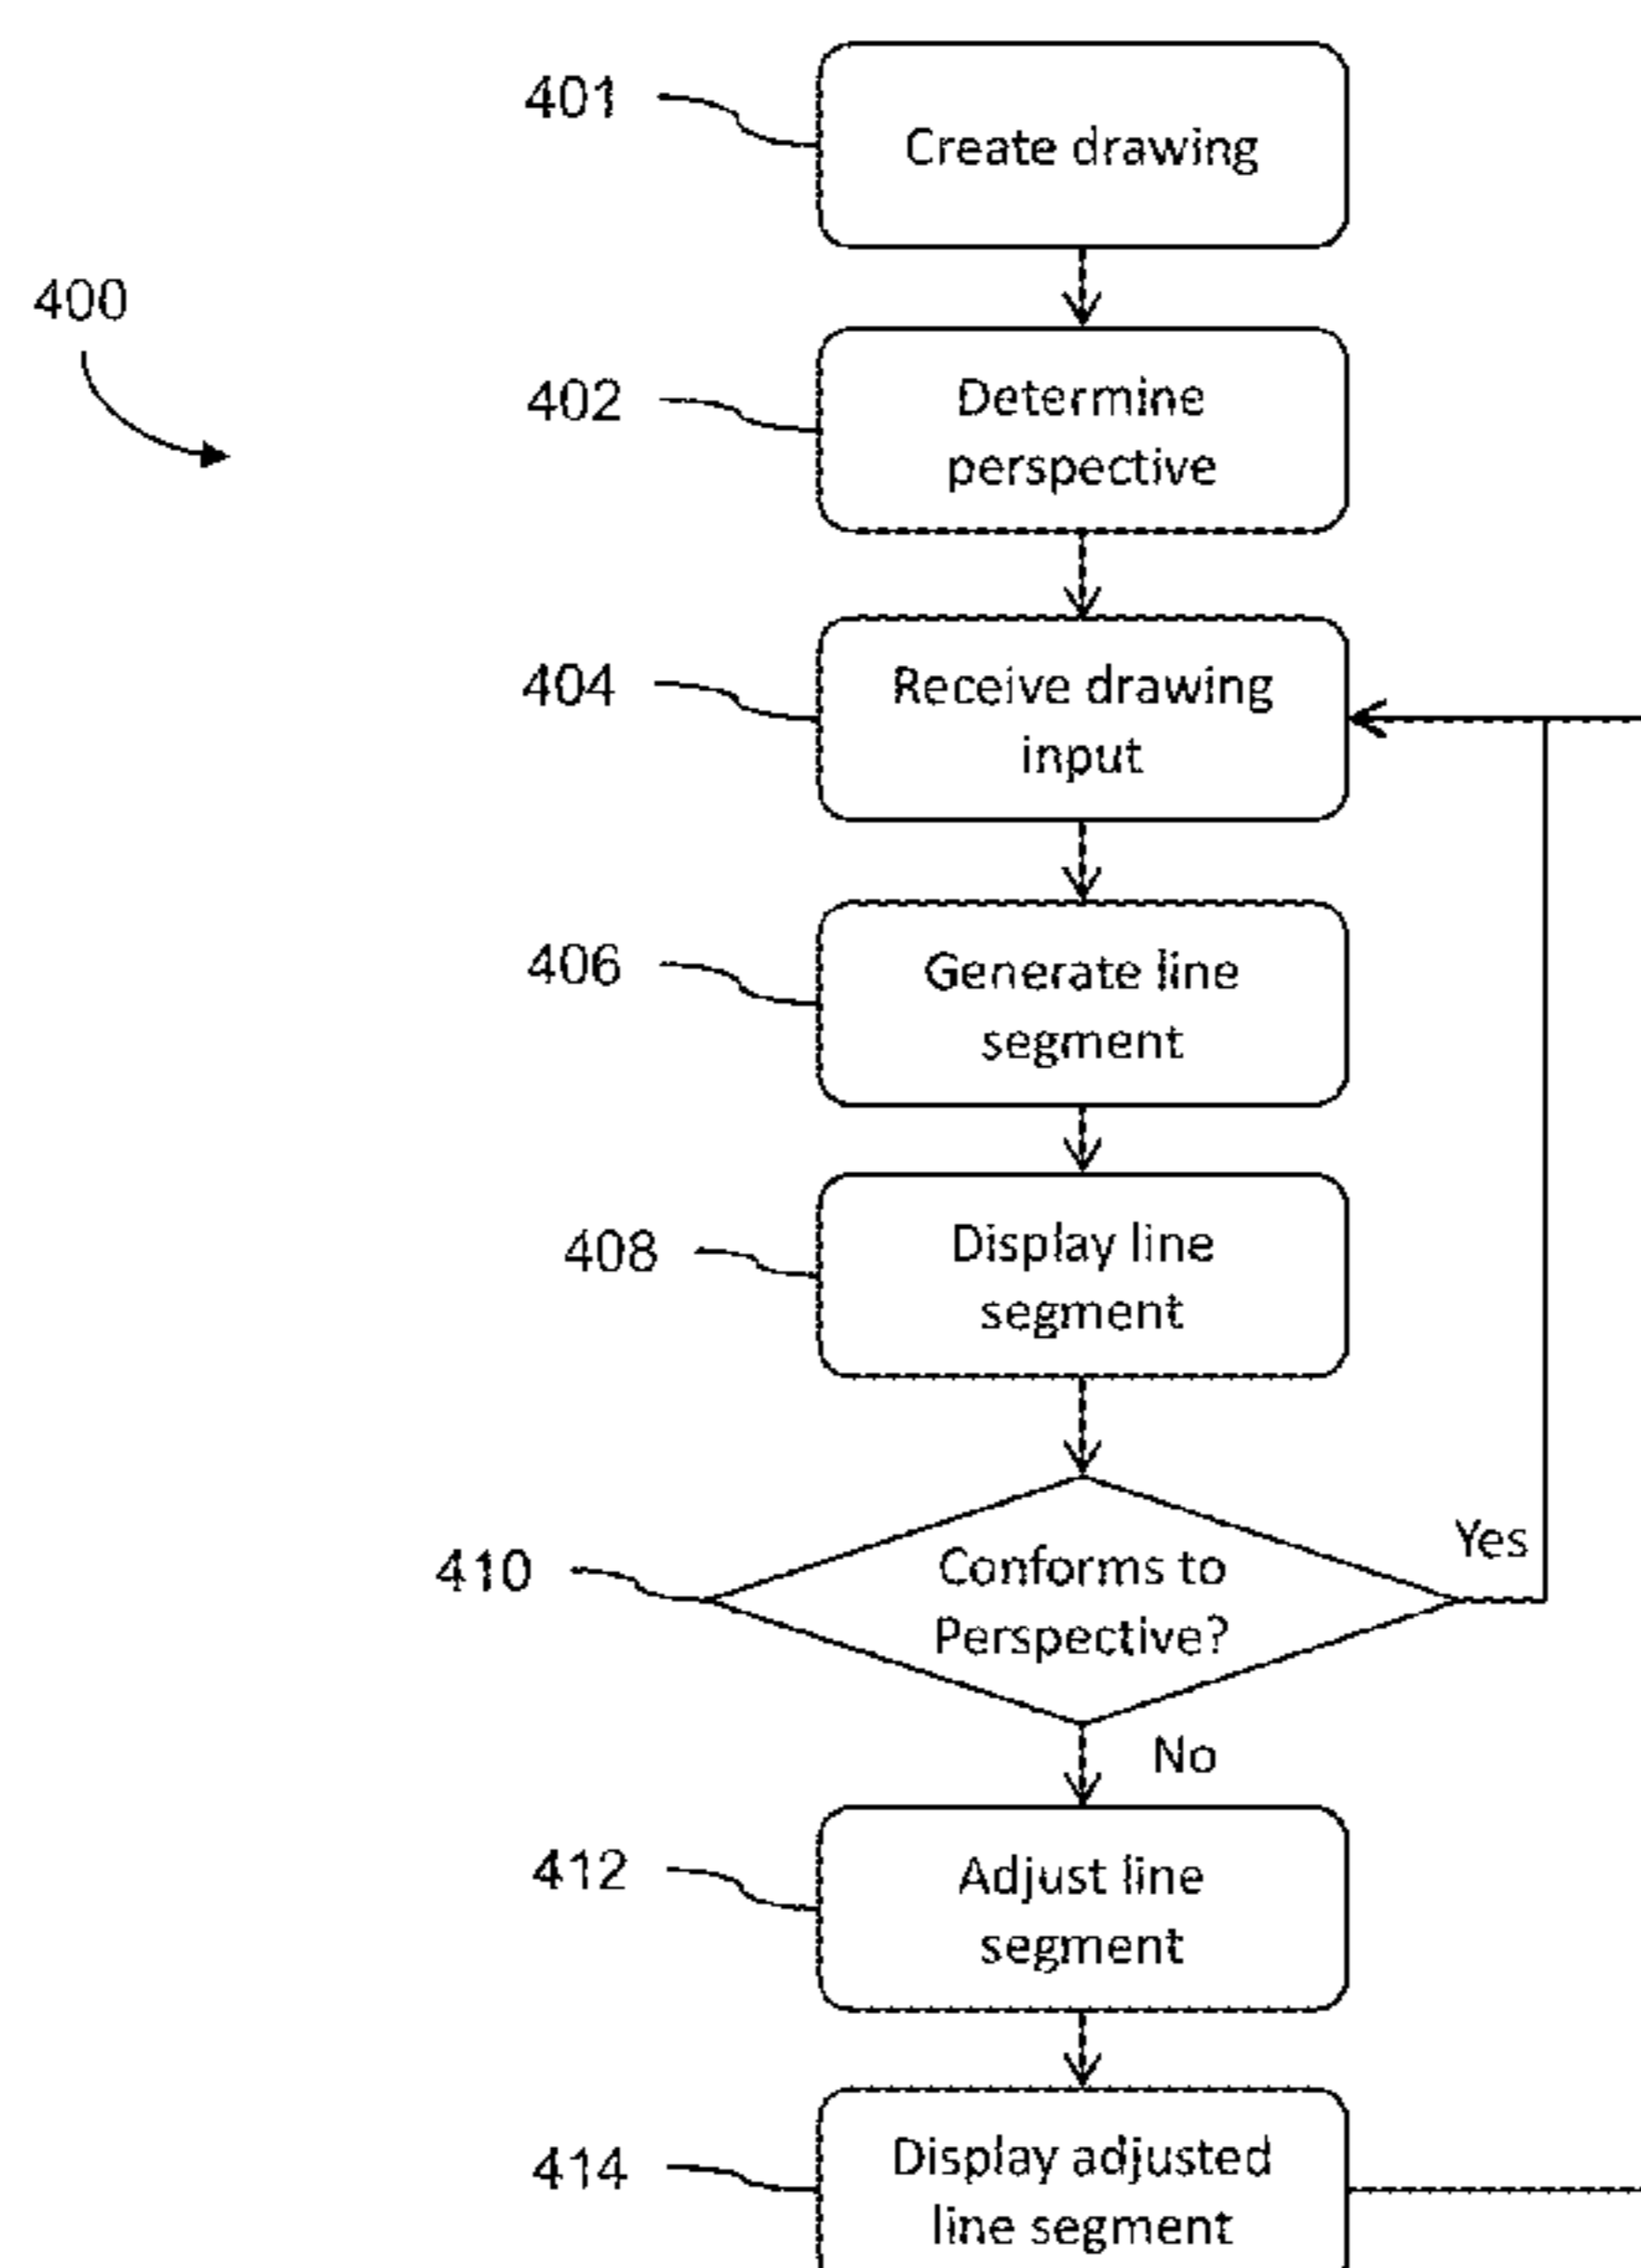 401
Create drawing
400
402
Determine
perspective
404
Receive drawing
input
406
Generate line
segment
408
Display line
segment
410
Conforms to
Perspective?
Yes
No
412
Adjust line
segment
414
Display adjusted
line segment